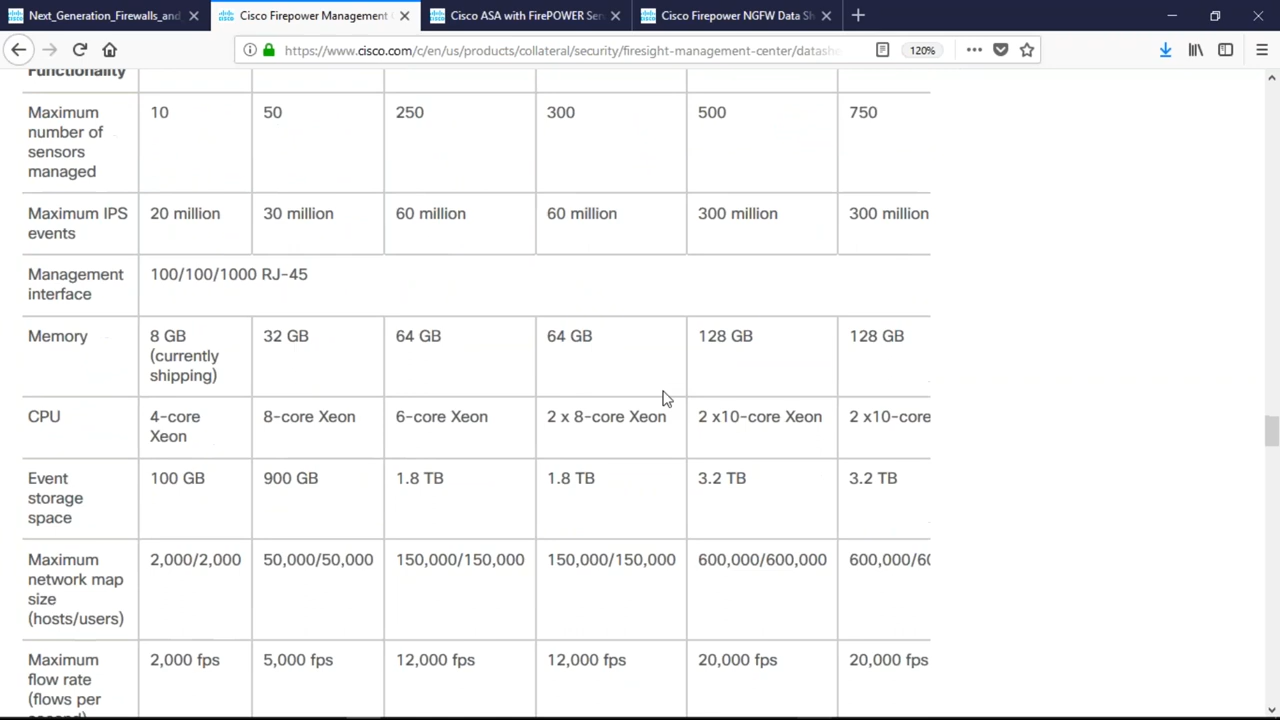 Next_Generation_Firewalls_and
Cisco Firepower Management
Cisco ASA with FirePOWER Ser
Cisco Firepower NGFW Data Sh
https://www.cisco.com/c/en/us/products/collateral/security/firesight-management-center/datashe
120%
Functionality
Maximum number of sensors managed 10 50 250 300 500 750
Maximum IPS events 20 million 30 million 60 million 60 million 300 million 300 million
Management interface 100/100/1000 RJ-45
Memory 8 GB (currently shipping) 32 GB 64 GB 64 GB 128 GB 128 GB
CPU 4-core Xeon 8-core Xeon 6-core Xeon 2 x 8-core Xeon 2 x10-core Xeon 2 x10-core
Event storage space 100 GB 900 GB 1.8 TB 1.8 TB 3.2 TB 3.2 TB
Maximum network map size (hosts/users) 2,000/2,000 50,000/50,000 150,000/150,000 150,000/150,000 600,000/600,000 600,000/60
Maximum flow rate (flows per second) 2,000 fps 5,000 fps 12,000 fps 12,000 fps 20,000 fps 20,000 fps